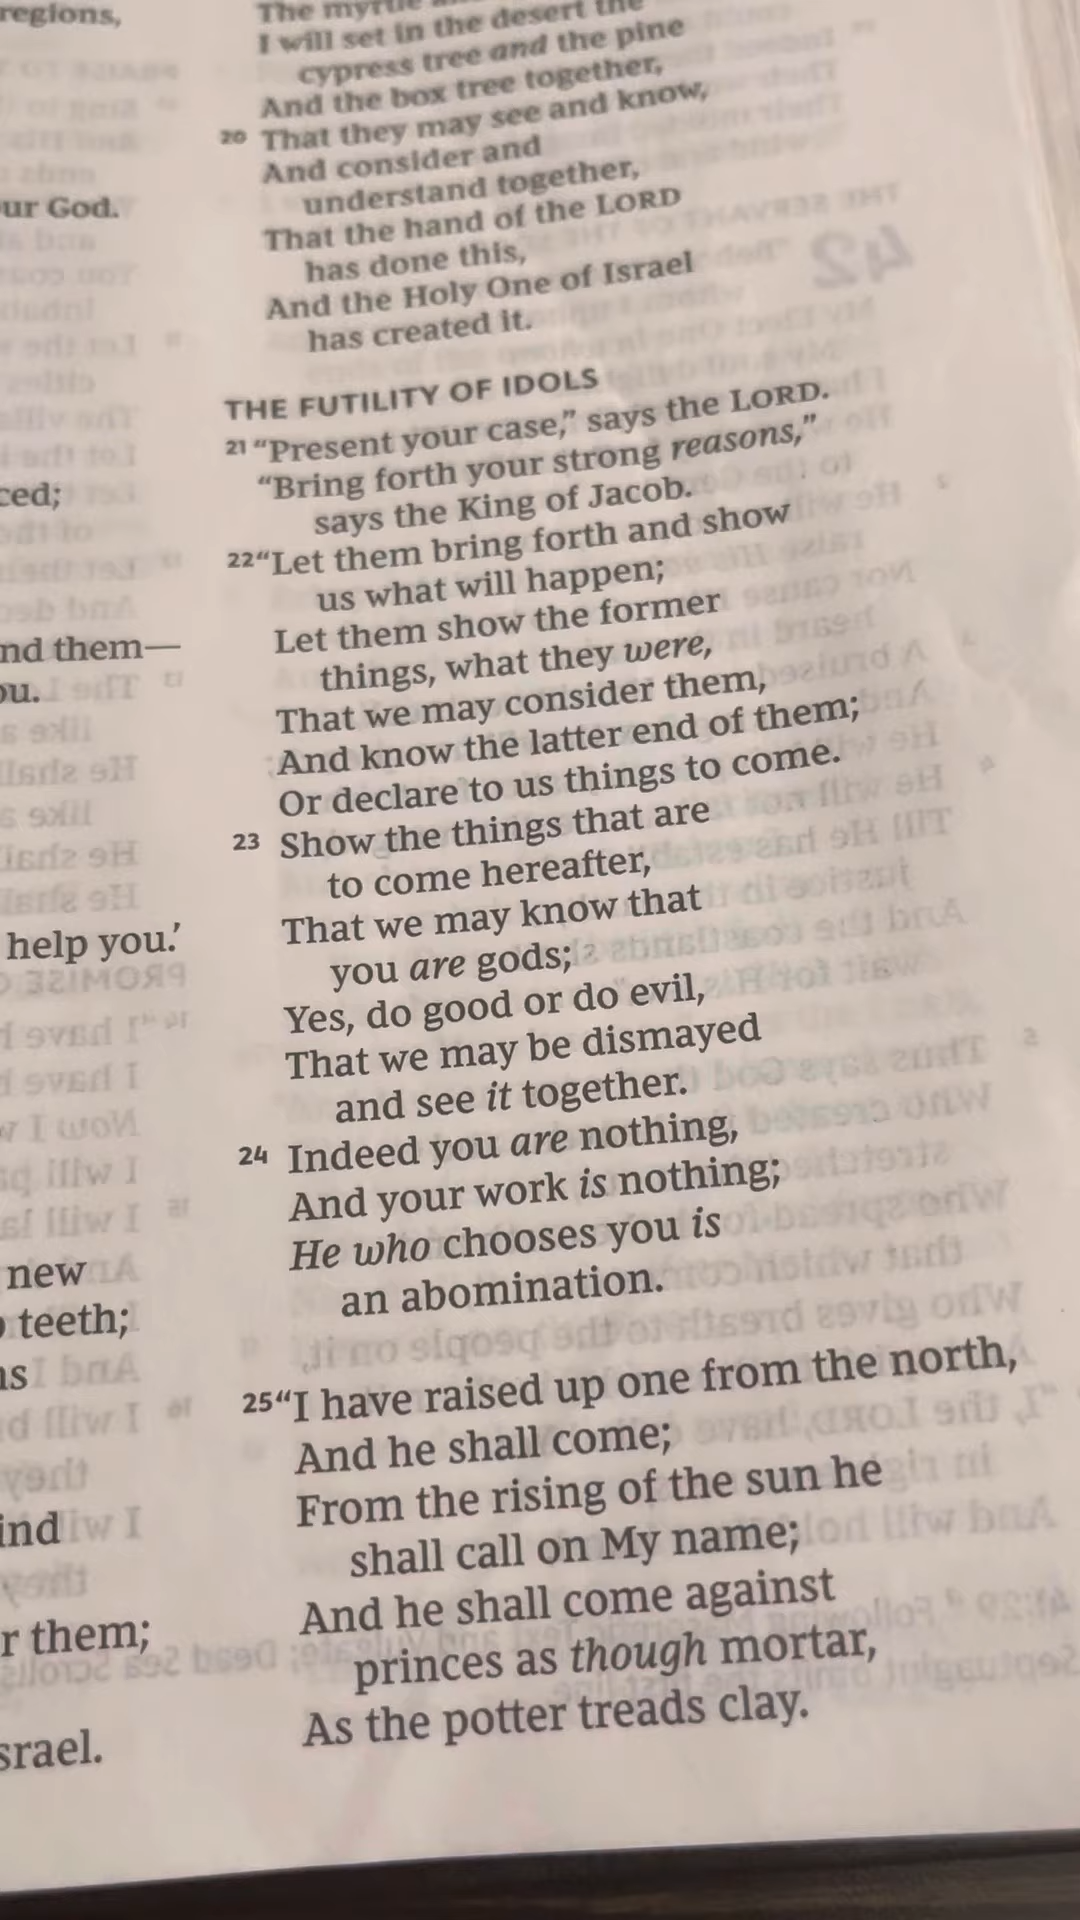 regions,
ur God.
ced;
nd them—
ou.
help you.'
new
teeth;
ind
r them;
srael.
The myrtle
I will set in the desert the
cypress tree and the pine
And the box tree together,
20 That they may see and know,
And consider and
understand together,
That the hand of the LORD
has done this,
And the Holy One of Israel
has created it.
THE FUTILITY OF IDOLS
21 “Present your case,” says the LORD.
“Bring forth your strong reasons,”
says the King of Jacob.
22 “Let them bring forth and show
us what will happen;
Let them show the former
things, what they were,
That we may consider them,
And know the latter end of them;
Or declare to us things to come.
23 Show the things that are
to come hereafter,
That we may know that
you are gods;
Yes, do good or do evil,
That we may be dismayed
and see it together.
24 Indeed you are nothing,
And your work is nothing;
He who chooses you is
an abomination.
25 “I have raised up one from the north,
And he shall come;
From the rising of the sun he
shall call on My name;
And he shall come against
princes as though mortar,
As the potter treads clay.